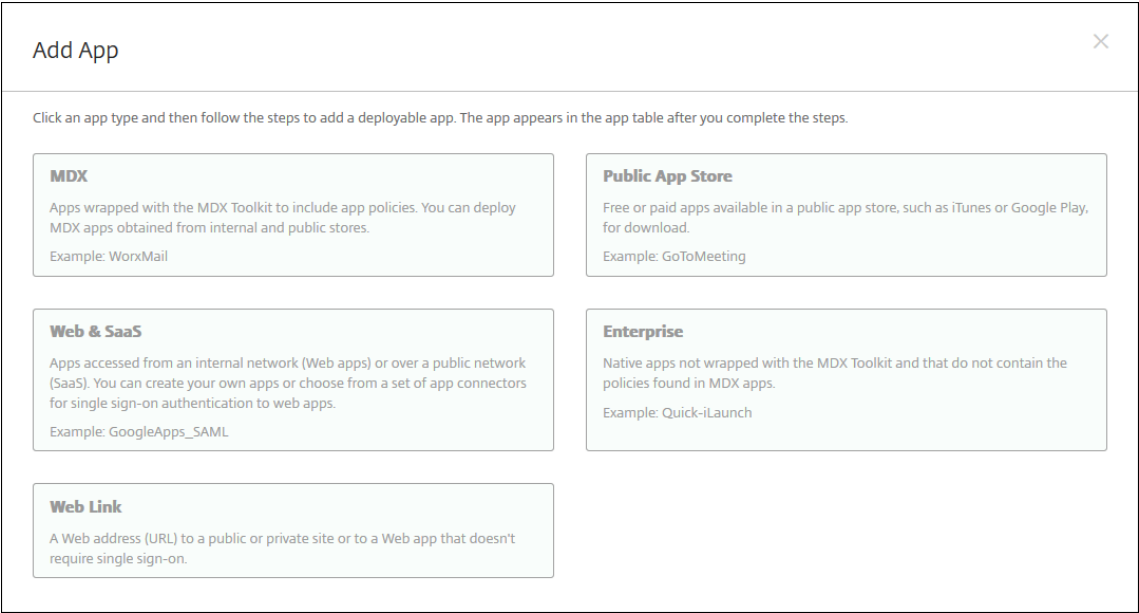 Add App
Click an app type and then follow the steps to add a deployable app. The app appears in the app table after you complete the steps.
MDX
Apps wrapped with the MDX Toolkit to include app policies. You can deploy
MDX apps obtained from internal and public stores.
Example: WorxMail
Public App Store
Free or paid apps available in a public app store, such as iTunes or Google Play,
for download.
Example: GoToMeeting
Web & SaaS
Apps accessed from an internal network (Web apps) or over a public network
(SaaS). You can create your own apps or choose from a set of app connectors
for single sign-on authentication to web apps.
Example: GoogleApps_SAML
Enterprise
Native apps not wrapped with the MDX Toolkit and that do not contain the
policies found in MDX apps.
Example: Quick-iLaunch
Web Link
A Web address (URL) to a public or private site or to a Web app that doesn't
require single sign-on.